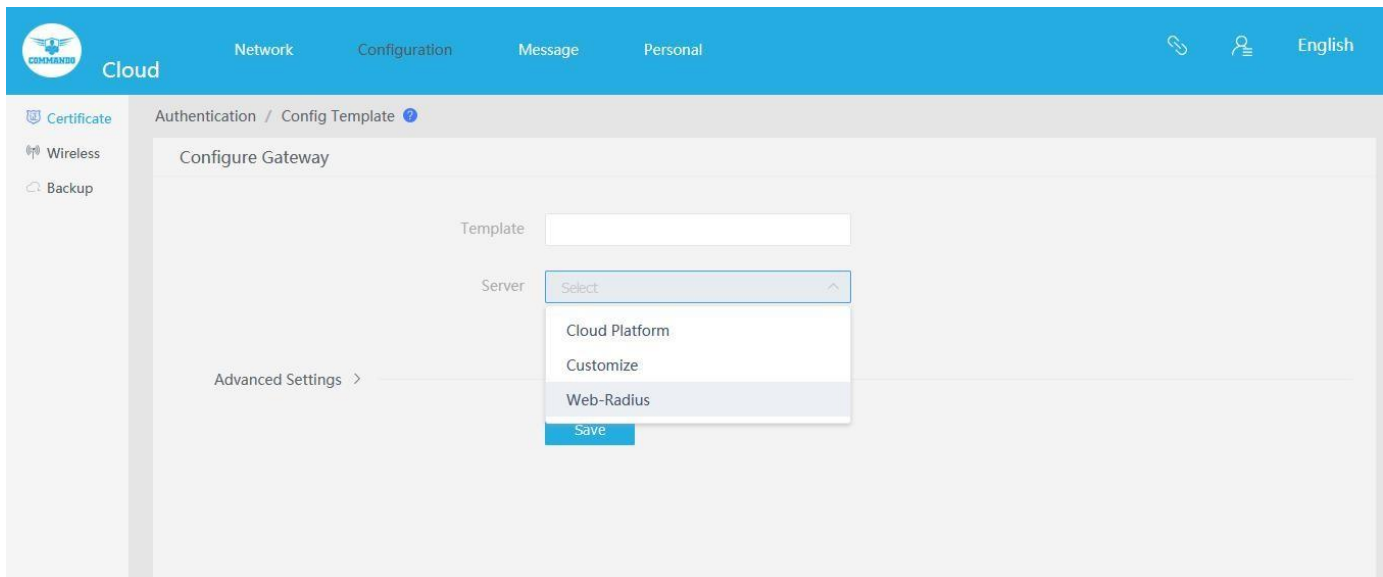 COMMANDO
Cloud
Network Configuration Message Personal English
Certificate
Wireless
Backup
Authentication / Config Template ?
Configure Gateway
Template
Server Select
Cloud Platform
Customize
Web-Radius
Advanced Settings >
Save